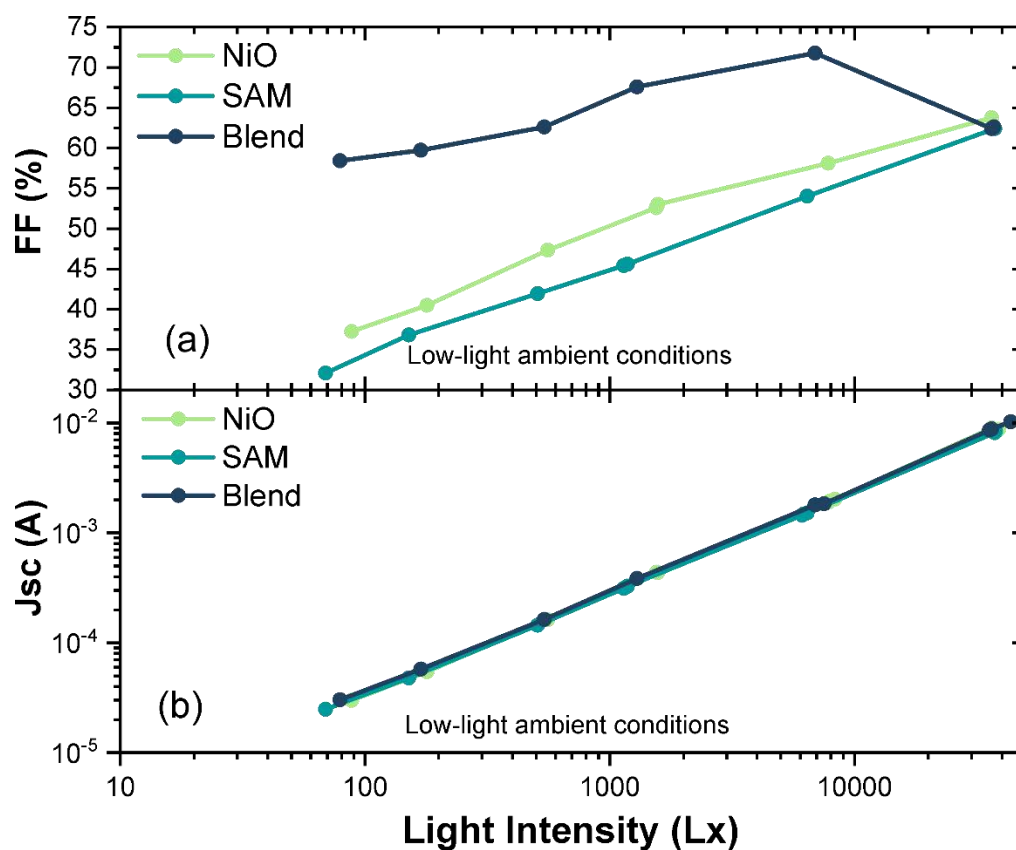 75
70
65
60
55
50
45
40
35
30
FF (%)
NiO
SAM
Blend
(a)
Low-light ambient conditions
10⁻²
10⁻³
10⁻⁴
10⁻⁵
Jsc (A)
NiO
SAM
Blend
(b)
Low-light ambient conditions
10
100
1000
10000
Light Intensity (Lx)